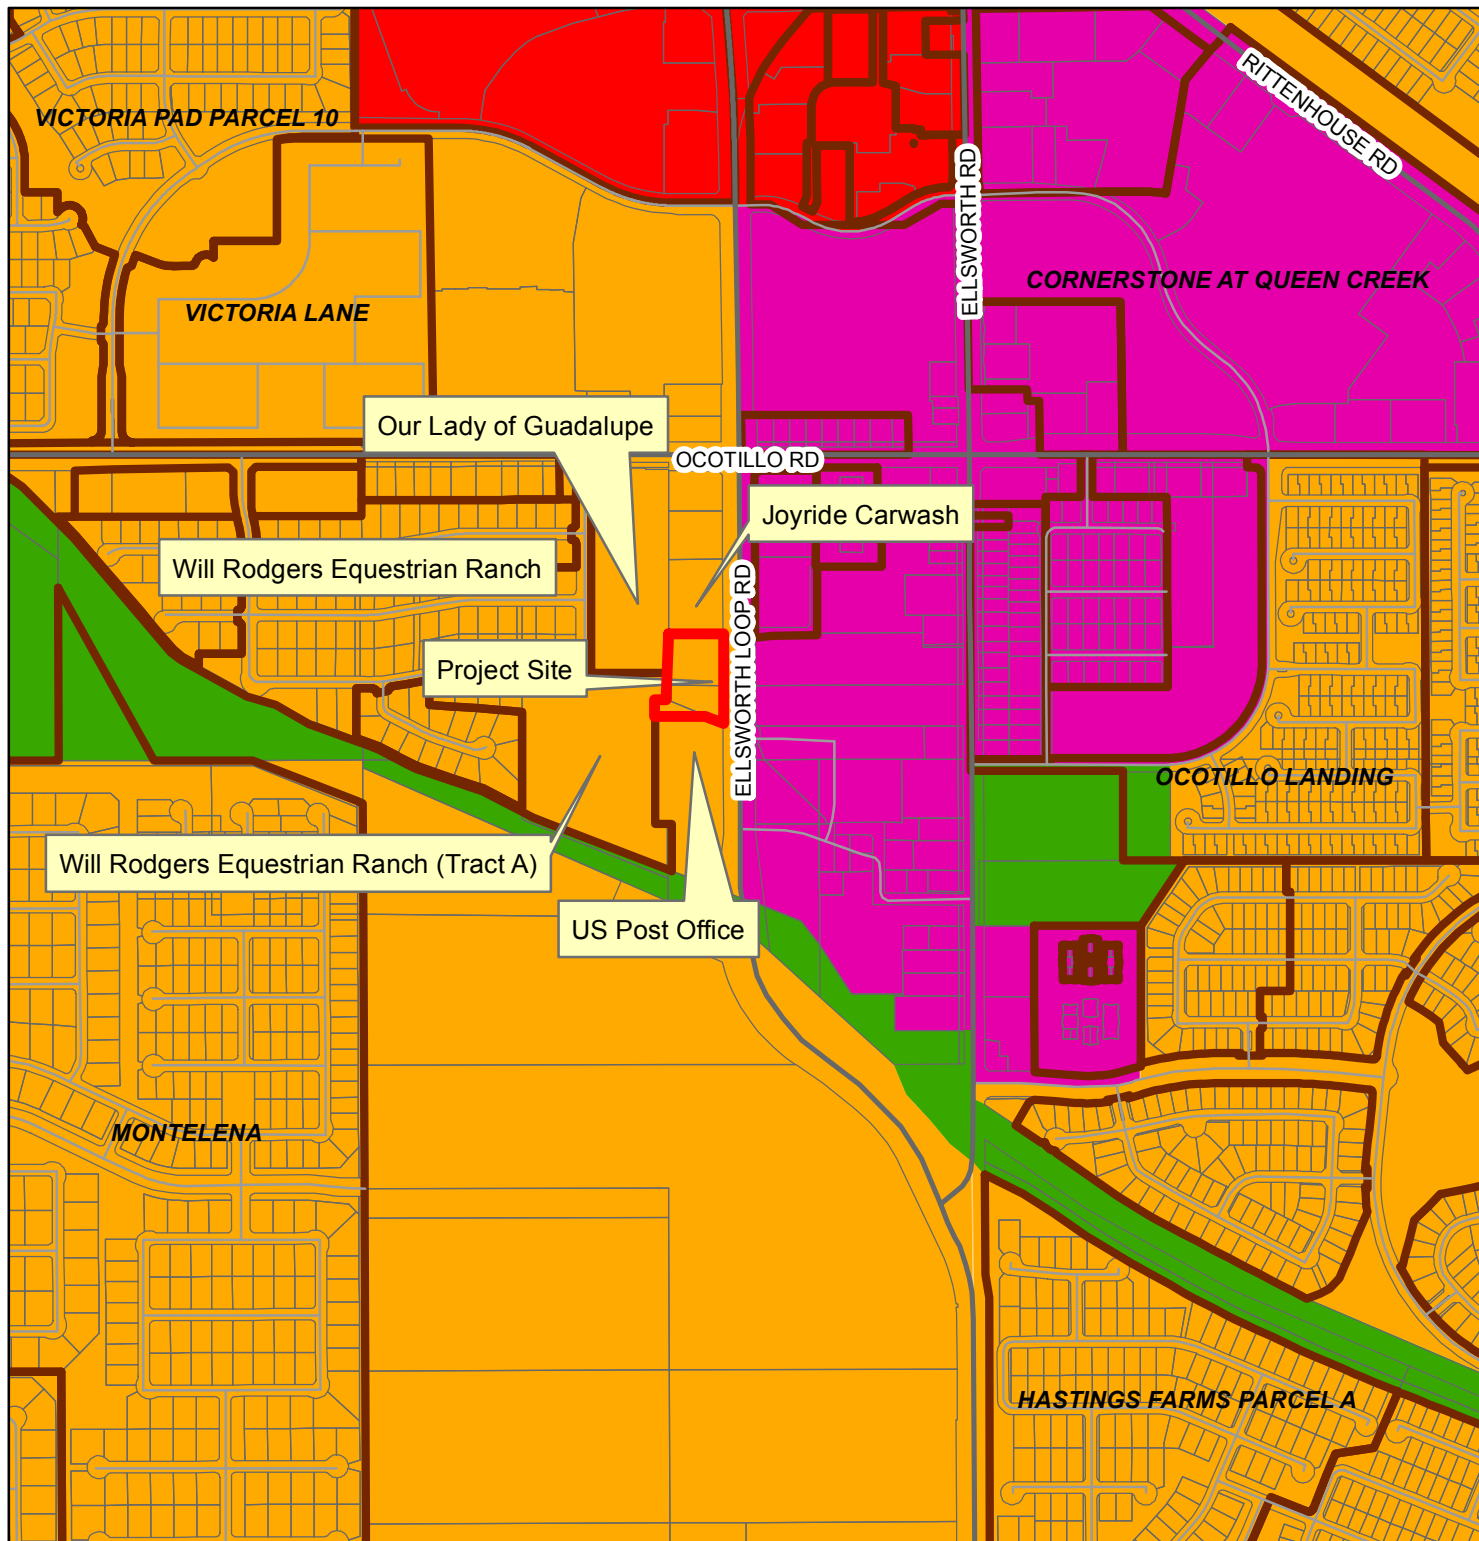 RITTENHOUSE RD
VICTORIA PAD PARCEL 10
ELLSWORTH RD
CORNERSTONE AT QUEEN CREEK
VICTORIA LANE
Our Lady of Guadalupe
OCOTILLO RD
Joyride Carwash
Will Rodgers Equestrian Ranch
Project Site
ELLSWORTH LOOP RD
OCOTILLO LANDING
Will Rodgers Equestrian Ranch (Tract A)
US Post Office
MONTELENA
HASTINGS FARMS PARCEL A